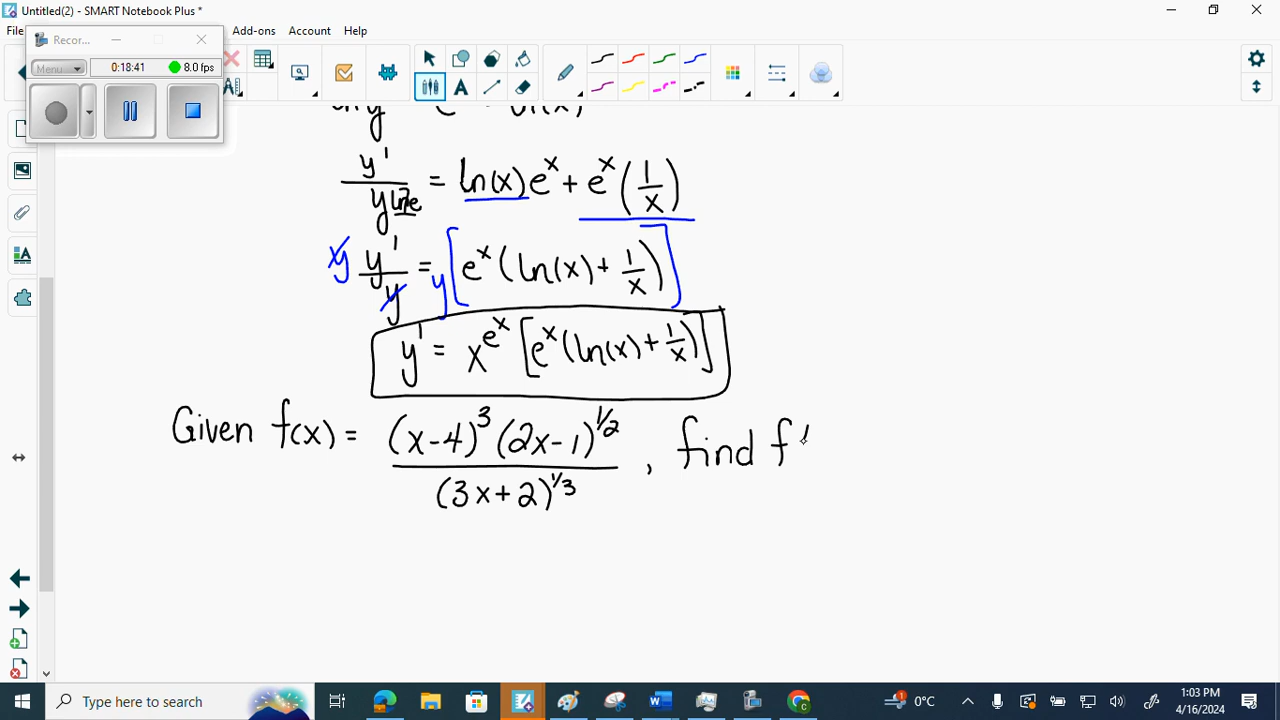 Untitled(2) - SMART Notebook Plus *
Add-ons Account Help
Recor...
Menu 0:18:41 8.0 fps
y'/(y ln e) = ln(x)e^x + e^x(1/x)
y y'/y = y[e^x(ln(x) + 1/x)]
y' = x^(e^x) [e^x(ln(x) + 1/x)]
Given f(x) = (x-4)^3 (2x-1)^(1/2) / (3x+2)^(1/3) , find f'
Type here to search
0°C
1:03 PM
4/16/2024